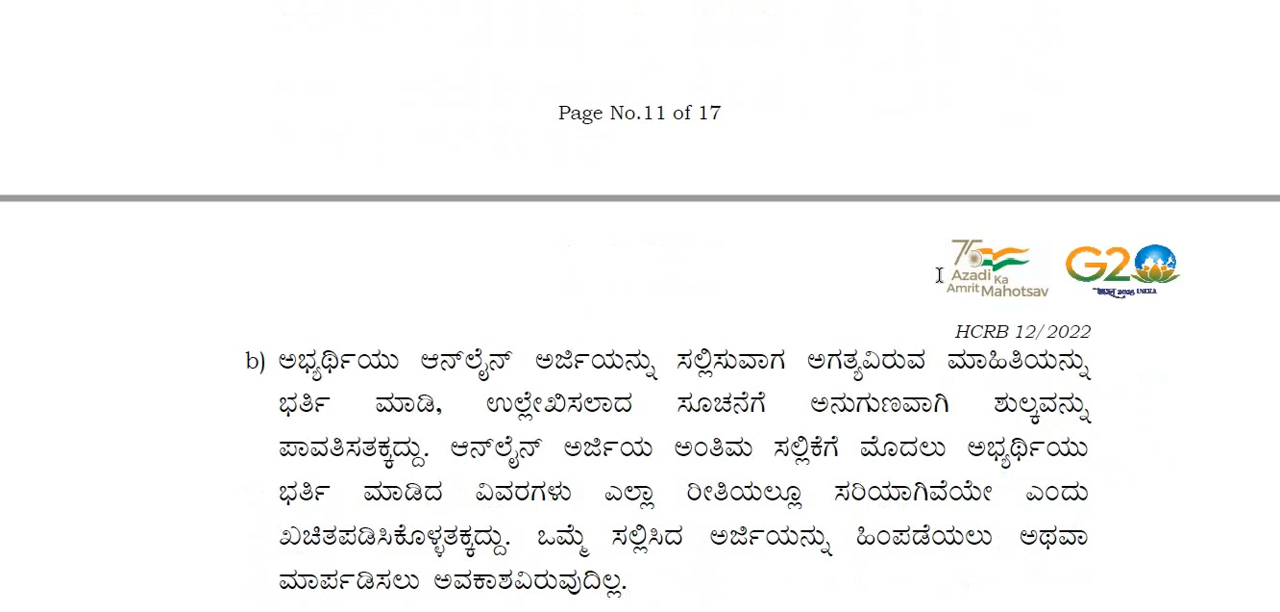 Page No.11 of 17
75
Azadi Ka
Amrit Mahotsav
G20
HCRB 12/2022
b) ಅಭ್ಯರ್ಥಿಯು ಆನ್‌ಲೈನ್ ಅರ್ಜಿಯನ್ನು ಸಲ್ಲಿಸುವಾಗ ಅಗತ್ಯವಿರುವ ಮಾಹಿತಿಯನ್ನು
ಭರ್ತಿ ಮಾಡಿ, ಉಲ್ಲೇಖಿಸಲಾದ ಸೂಚನೆಗೆ ಅನುಗುಣವಾಗಿ ಶುಲ್ಕವನ್ನು
ಪಾವತಿಸತಕ್ಕದ್ದು. ಆನ್‌ಲೈನ್ ಅರ್ಜಿಯ ಅಂತಿಮ ಸಲ್ಲಿಕೆಗೆ ಮೊದಲು ಅಭ್ಯರ್ಥಿಯು
ಭರ್ತಿ ಮಾಡಿದ ವಿವರಗಳು ಎಲ್ಲಾ ರೀತಿಯಲ್ಲೂ ಸರಿಯಾಗಿವೆಯೇ ಎಂದು
ಖಚಿತಪಡಿಸಿಕೊಳ್ಳತಕ್ಕದ್ದು. ಒಮ್ಮೆ ಸಲ್ಲಿಸಿದ ಅರ್ಜಿಯನ್ನು ಹಿಂಪಡೆಯಲು ಅಥವಾ
ಮಾರ್ಪಡಿಸಲು ಅವಕಾಶವಿರುವುದಿಲ್ಲ.